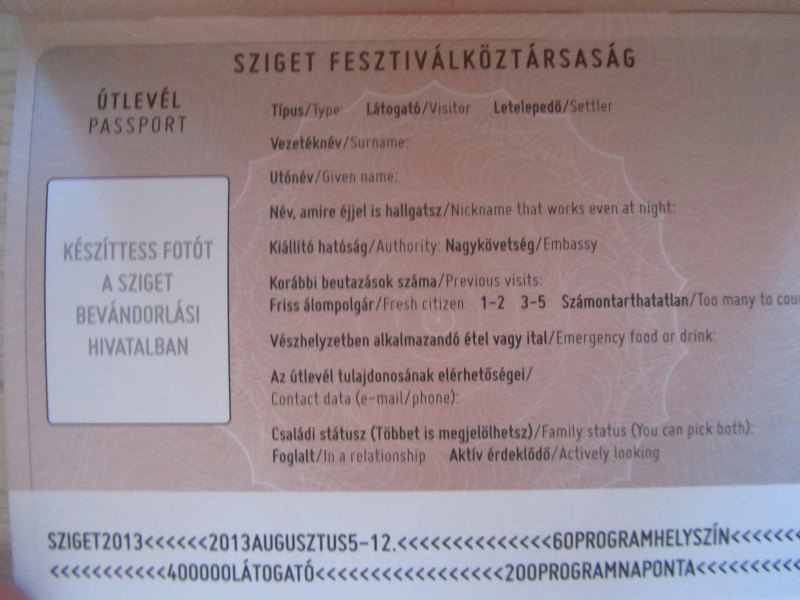 SZIGET FESZTIVÁLKÖZTÁRSASÁG
ÚTLEVÉL
PASSPORT
Típus/Type: Látogató/Visitor Letelepedő/Settler
Vezetéknév/Surname:
Utónév/Given name:
Név, amire éjjel is hallgatsz/Nickname that works even at night:
Kiállító hatóság/Authority: Nagykövetség/Embassy
Korábbi beutazások száma/Previous visits:
Friss álompolgár/Fresh citizen 1-2 3-5 Számontarthatatlan/Too many to cou
Vészhelyzetben alkalmazandó étel vagy ital/Emergency food or drink:
Az útlevél tulajdonosának elérhetőségei/
Contact data (e-mail/phone):
Családi státusz (Többet is megjelölhetsz)/Family status (You can pick both):
Foglalt/In a relationship Aktív érdeklődő/Actively looking
KÉSZÍTTESS FOTÓT
A SZIGET
BEVÁNDORLÁSI
HIVATALBAN
SZIGET2013<<<<<<2013AUGUSZTUS5-12.<<<<<<<<<<<<<<<60PROGRAMHELYSZÍN<<<<<<<
<<<<<<<<<<<400000LÁTOGATÓ<<<<<<<<<<<<<<<<<<200PROGRAMNAPONTA<<<<<<<<<<